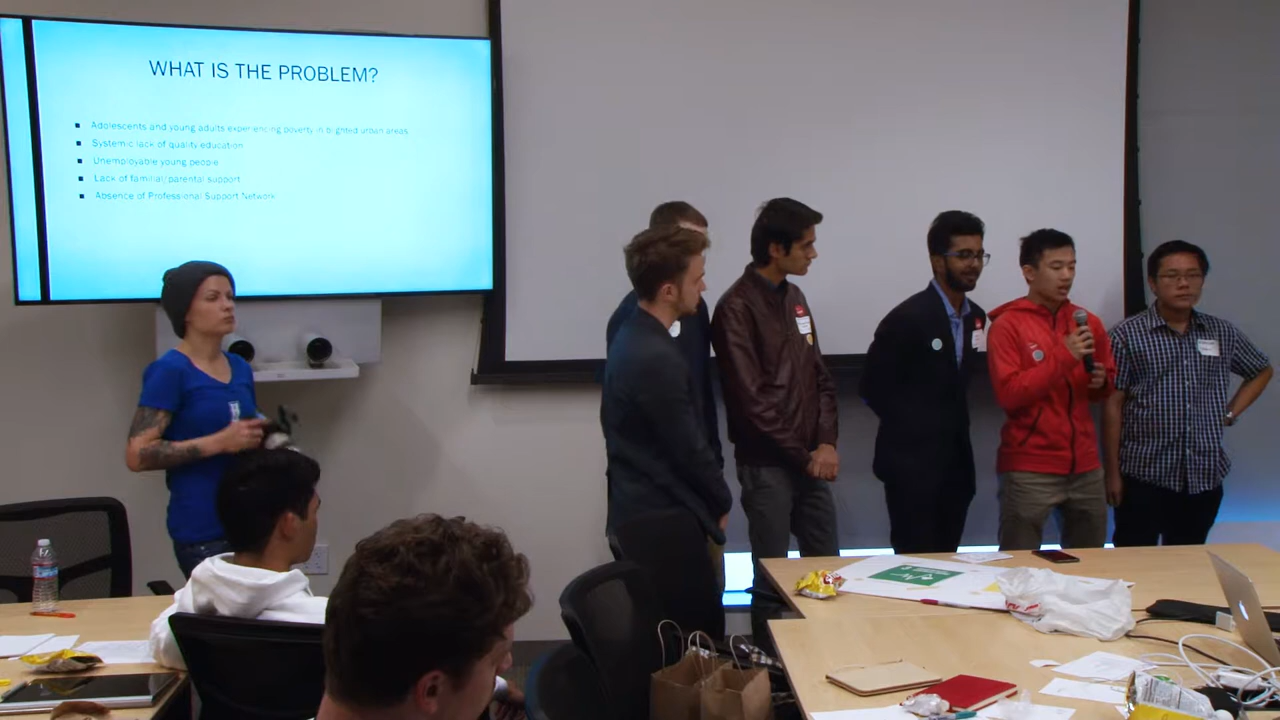 WHAT IS THE PROBLEM?
Adolescents and young adults experiencing poverty in blighted urban areas
Systemic lack of quality education
Unemployable young people
Lack of familial/parental support
Absence of Professional Support Network